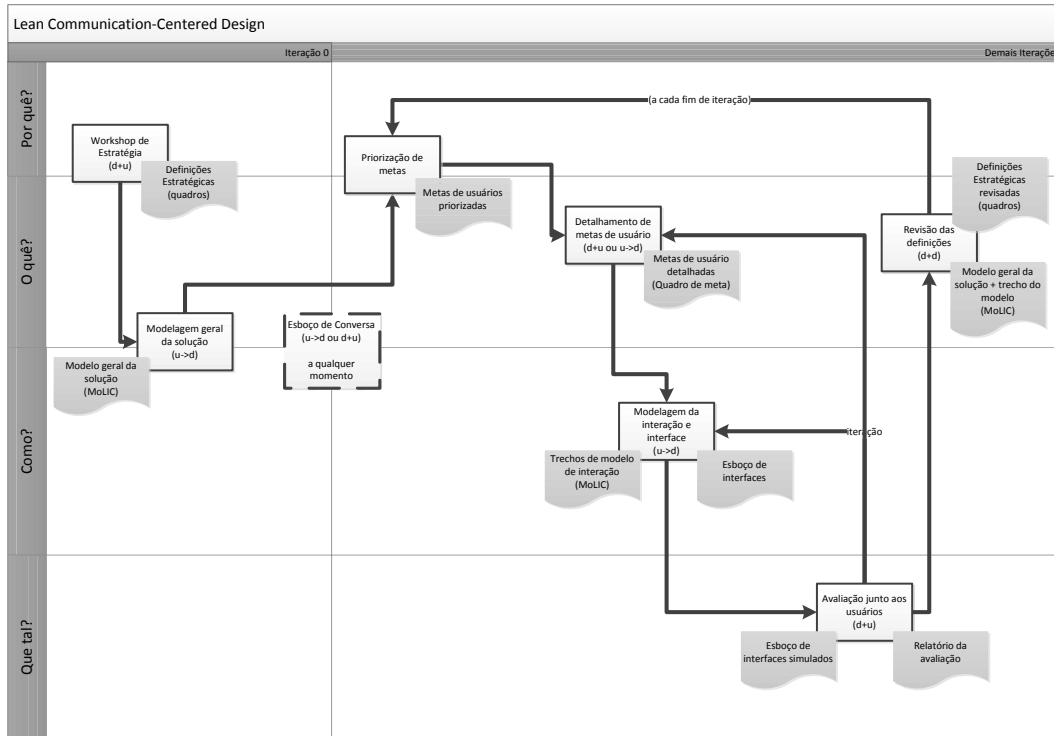 Lean Communication-Centered Design
Iteração 0
Demais Iteraçõe
Por quê?
(a cada fim de iteração)
Workshop de
Estratégia
(d+u)
Definições
Estratégicas
(quadros)
Priorização de
metas
Metas de usuários
priorizadas
Definições
Estratégicas
revisadas
(quadros)
O quê?
Detalhamento de
metas de usuário
(d+u ou u->d)
Metas de usuário
detalhadas
(Quadro de meta)
Revisão das
definições
(d+d)
Modelo geral da
solução + trecho do
modelo
(MoLIC)
Modelagem geral
da solução
(u->d)
Modelo geral da
solução
(MoLIC)
Esboço de Conversa
(u->d ou d+u)
a qualquer
momento
Como?
Modelagem da
interação e
interface
(u->d)
iteração
Trechos de modelo
de interação
(MoLIC)
Esboço de
interfaces
Que tal?
Avaliação junto aos
usuários
(d+u)
Esboço de
interfaces simulados
Relatório da
avaliação